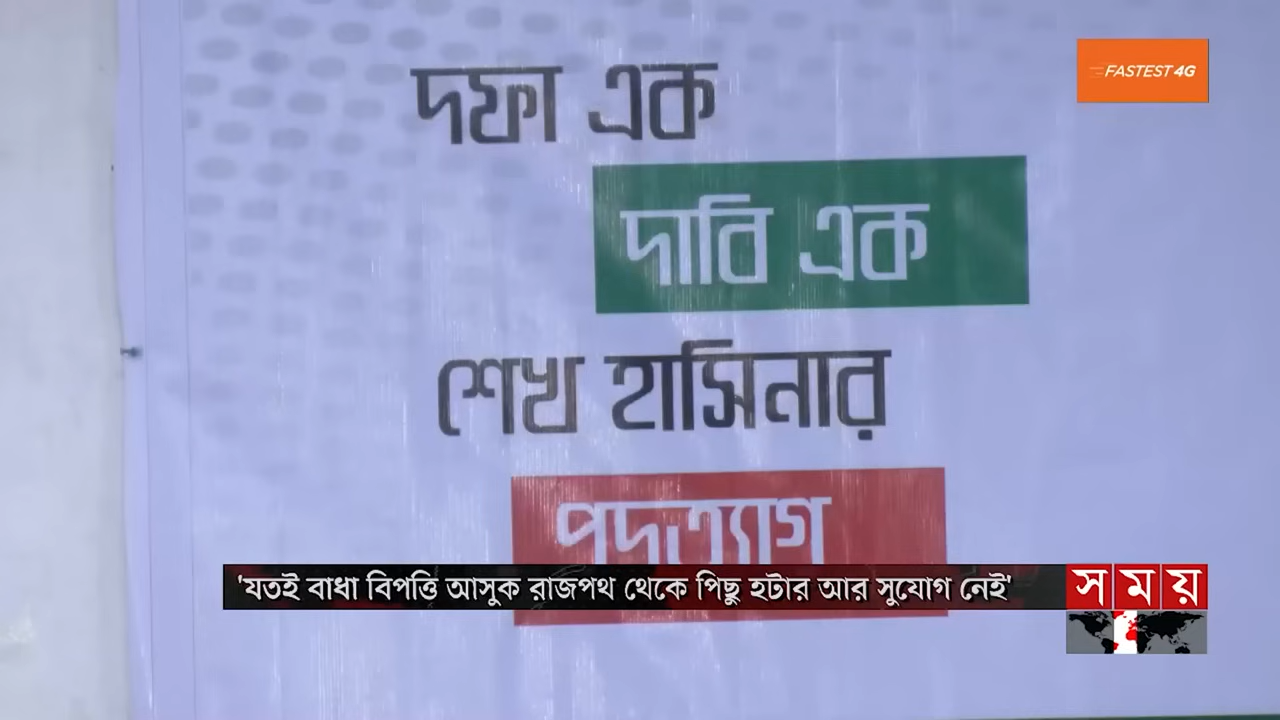 FASTEST 4G
দফা এক
দাবি এক
শেখ হাসিনার
পদত্যাগ
'যতই বাধা বিপত্তি আসুক রাজপথ থেকে পিছু হটার আর সুযোগ নেই'
সময়